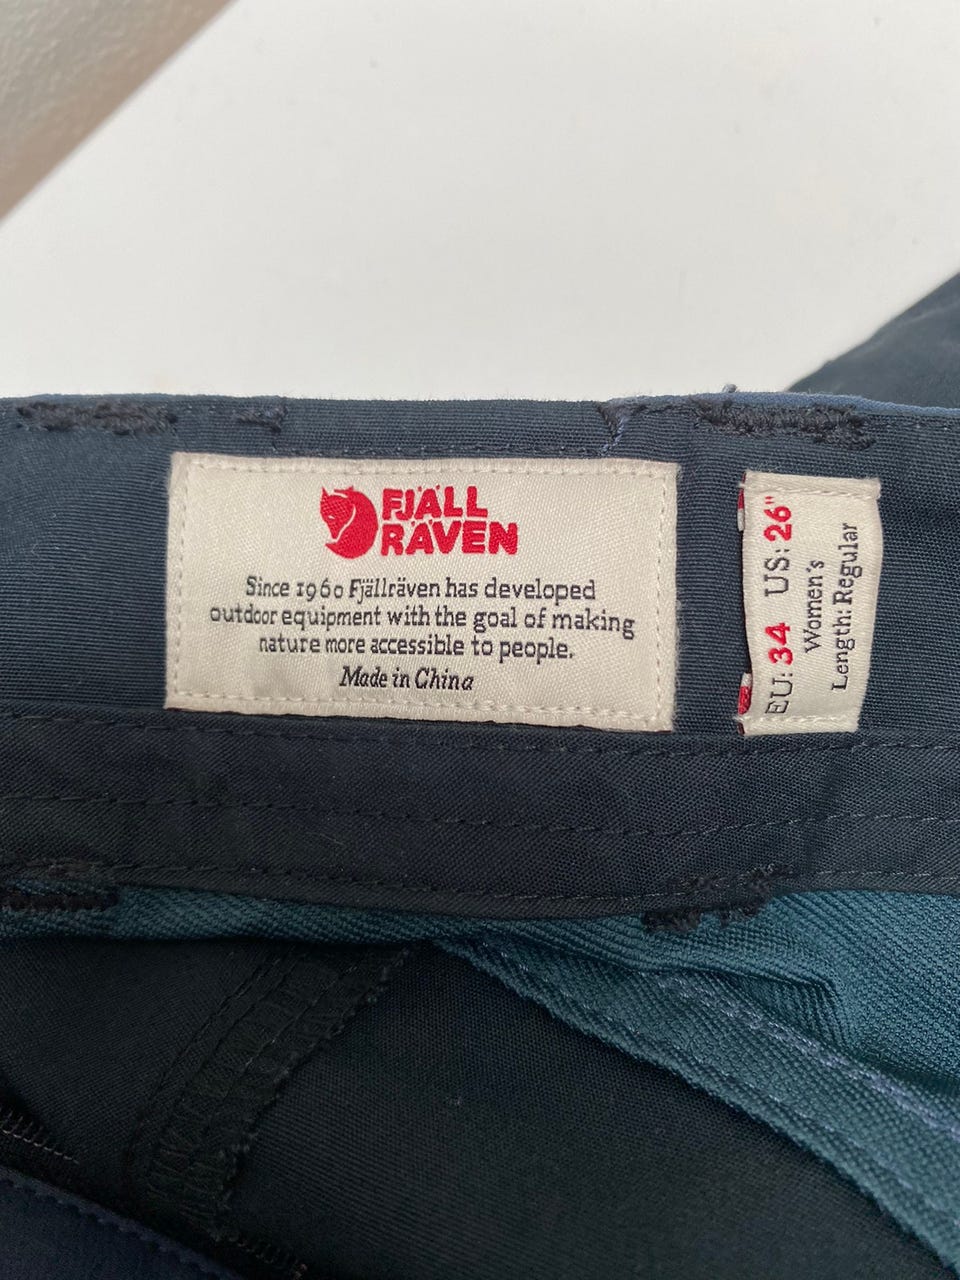 FJÄLL
RÄVEN
Since 1960 Fjällräven has developed
outdoor equipment with the goal of making
nature more accessible to people.
Made in China
EU: 34 US: 26"
Women's
Length: Regular